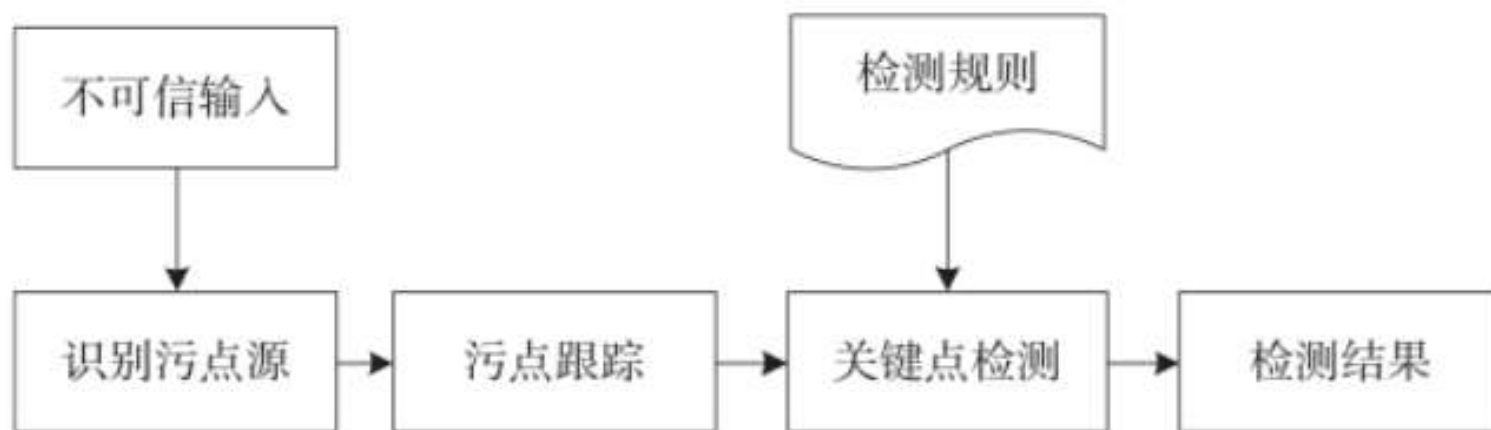 不可信输入
检测规则
识别污点源
污点跟踪
关键点检测
检测结果